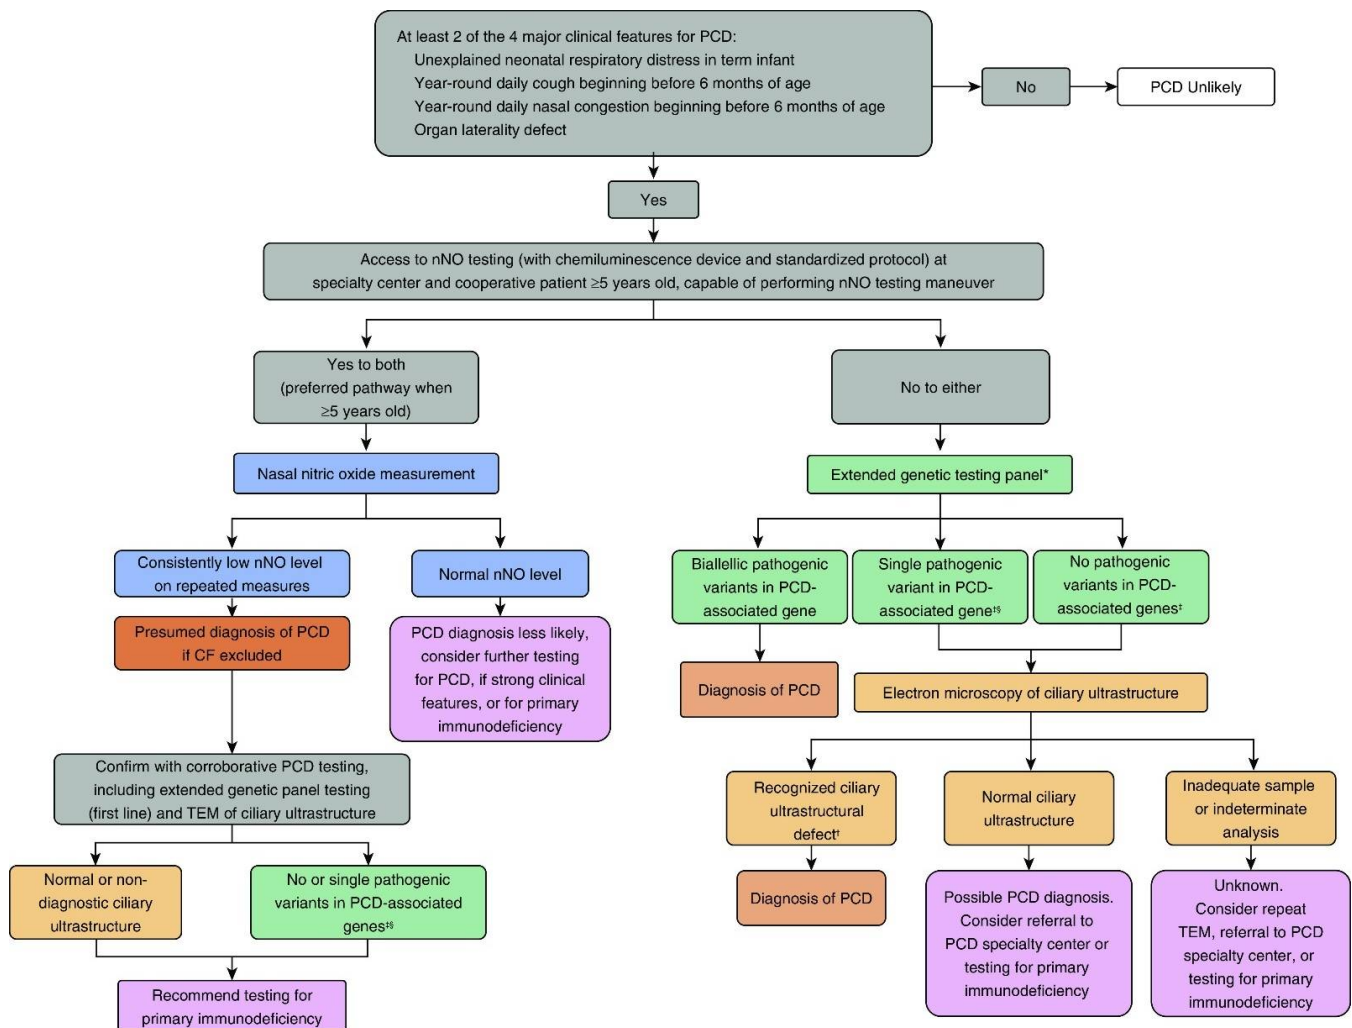 At least 2 of the 4 major clinical features for PCD:
Unexplained neonatal respiratory distress in term infant
Year-round daily cough beginning before 6 months of age
Year-round daily nasal congestion beginning before 6 months of age
Organ laterality defect
No
PCD Unlikely
Yes
Access to nNO testing (with chemiluminescence device and standardized protocol) at
specialty center and cooperative patient ≥5 years old, capable of performing nNO testing maneuver
Yes to both
(preferred pathway when
≥5 years old)
No to either
Nasal nitric oxide measurement
Extended genetic testing panel*
Consistently low nNO level
on repeated measures
Normal nNO level
Biallellic pathogenic
variants in PCD-
associated gene
Single pathogenic
variant in PCD-
associated gene‡§
No pathogenic
variants in PCD-
associated genes‡
Presumed diagnosis of PCD
if CF excluded
PCD diagnosis less likely,
consider further testing
for PCD, if strong clinical
features, or for primary
immunodeficiency
Diagnosis of PCD
Electron microscopy of ciliary ultrastructure
Confirm with corroborative PCD testing,
including extended genetic panel testing
(first line) and TEM of ciliary ultrastructure
Recognized ciliary
ultrastructural
defect†
Normal ciliary
ultrastructure
Inadequate sample
or indeterminate
analysis
Normal or non-
diagnostic ciliary
ultrastructure
No or single pathogenic
variants in PCD-associated
genes‡§
Diagnosis of PCD
Possible PCD diagnosis.
Consider referral to
PCD specialty center or
testing for primary
immunodeficiency
Unknown.
Consider repeat
TEM, referral to PCD
specialty center, or
testing for primary
immunodeficiency
Recommend testing for
primary immunodeficiency